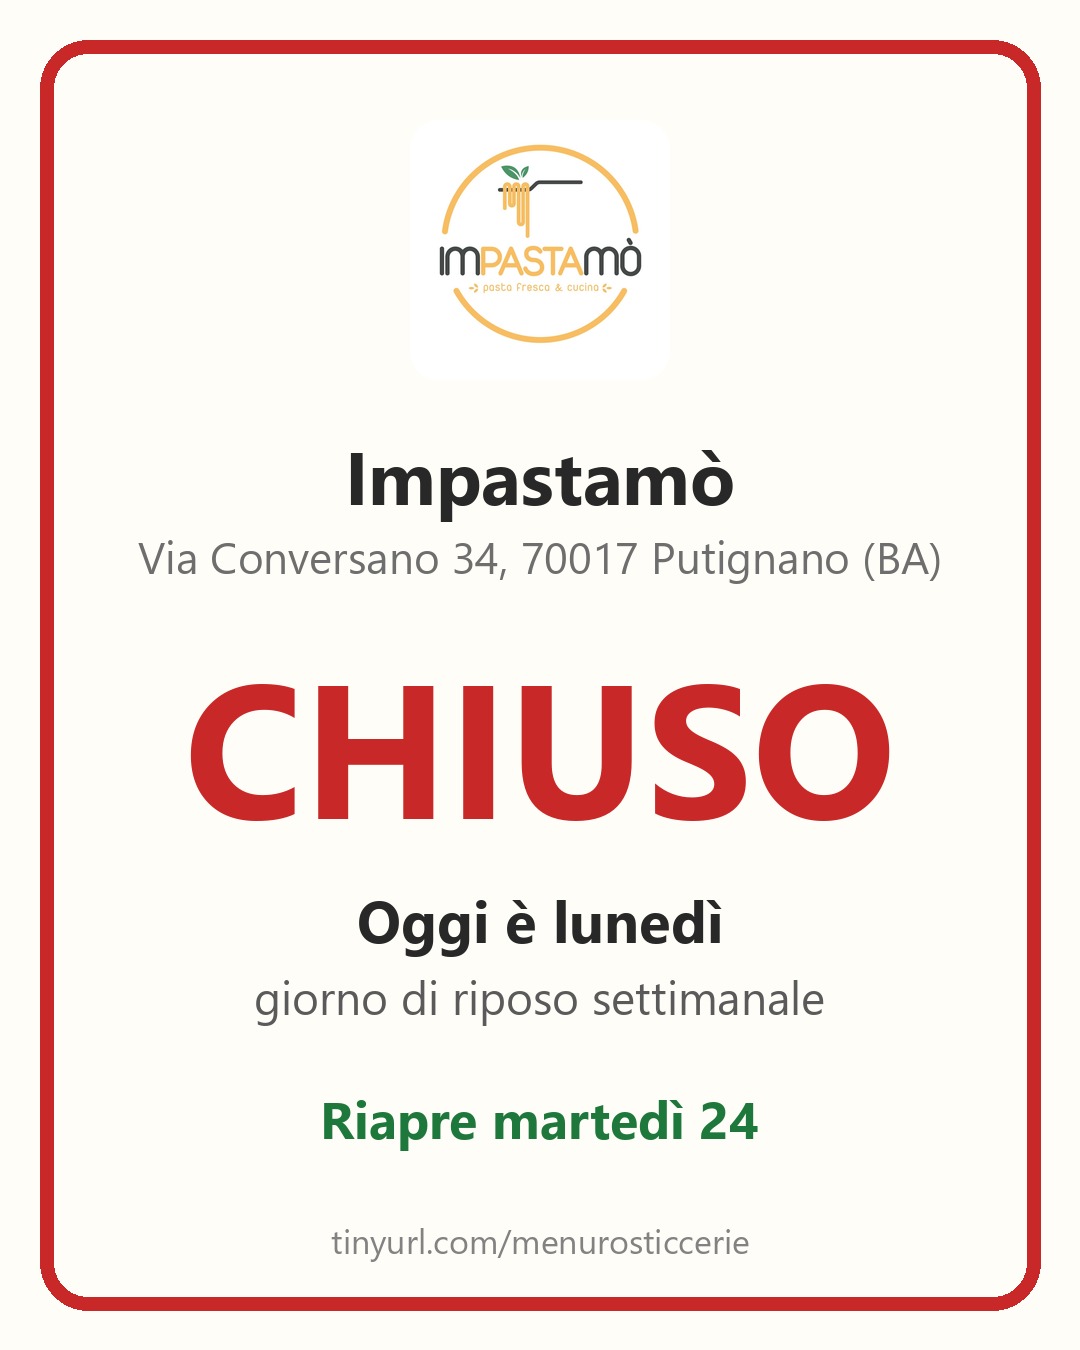 IMPASTAMÒ
pasta fresca & cucina
Impastamò
Via Conversano 34, 70017 Putignano (BA)
CHIUSO
Oggi è lunedì
giorno di riposo settimanale
Riapre martedì 24
tinyurl.com/menurosticcerie